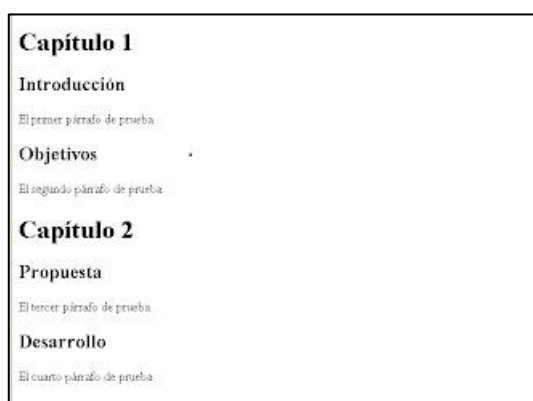 Capítulo 1
Introducción
El primer párrafo de prueba
Objetivos
El segundo párrafo de prueba
Capítulo 2
Propuesta
El tercer párrafo de prueba
Desarrollo
El cuarto párrafo de prueba